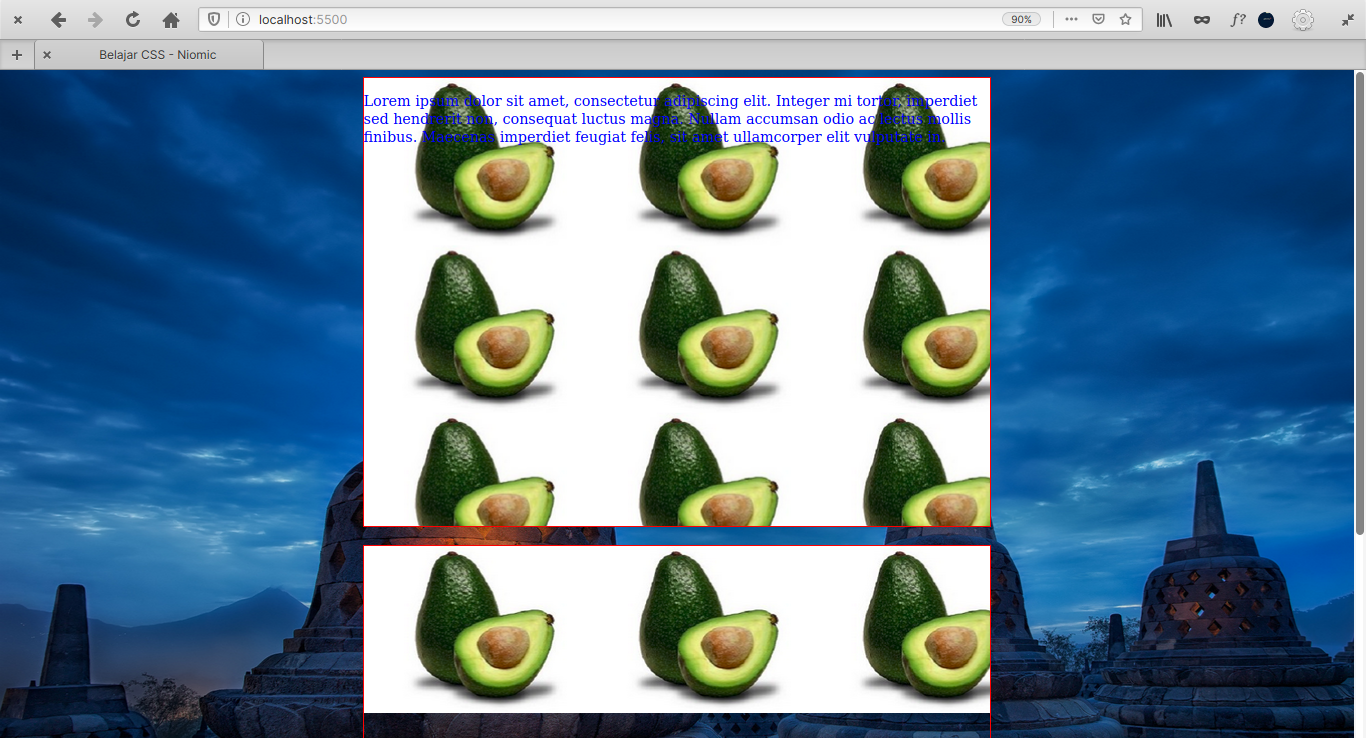 localhost:5500
90%
f?
Belajar CSS - Niomic
Lorem ipsum dolor sit amet, consectetur adipiscing elit. Integer mi tortor, imperdiet
sed hendrerit non, consequat luctus magna. Nullam accumsan odio ac lectus mollis
finibus. Maecenas imperdiet feugiat felis, sit amet ullamcorper elit vulputate in.